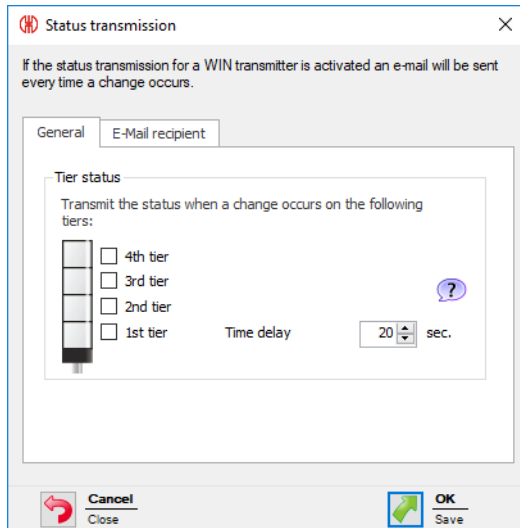 Status transmission
If the status transmission for a WIN transmitter is activated an e-mail will be sent
every time a change occurs.
General
E-Mail recipient
Tier status
Transmit the status when a change occurs on the following
tiers:
4th tier
3rd tier
2nd tier
1st tier Time delay 20 sec.
?
Cancel
Close
OK
Save